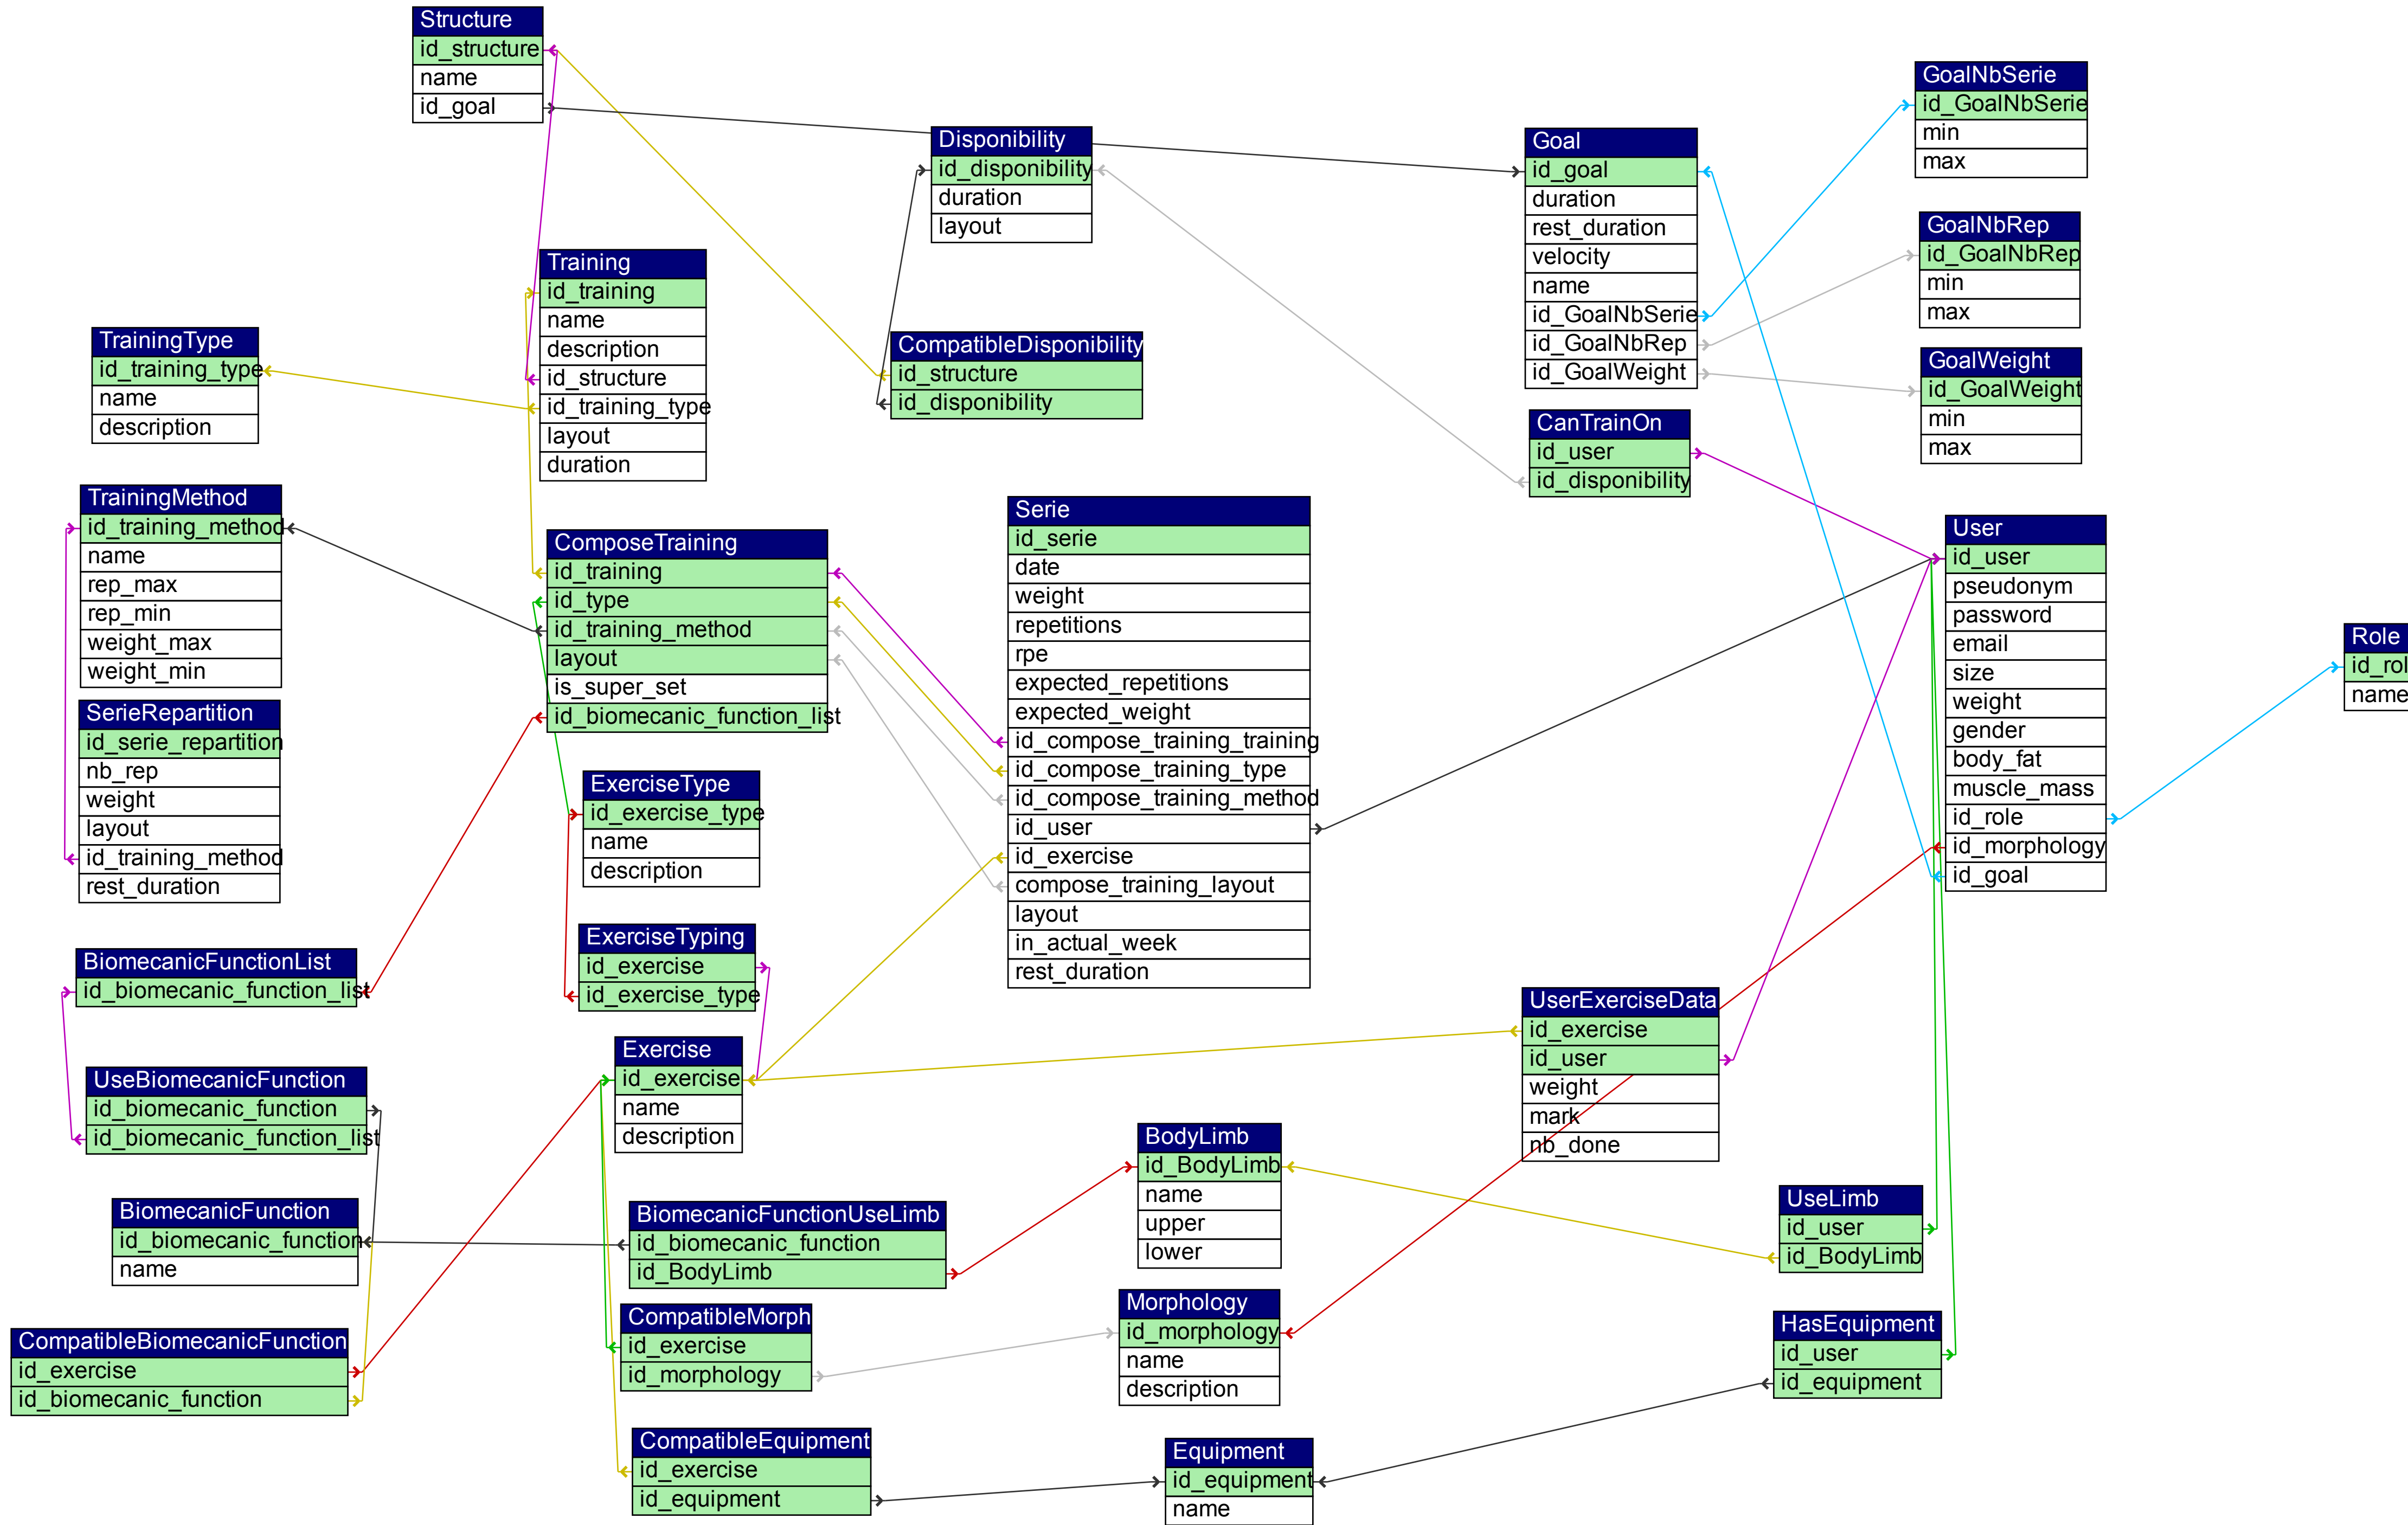 Structure
id_structure
name
id_goal
Disponibility
id_disponibility
duration
layout
Goal
id_goal
duration
rest_duration
velocity
name
id_GoalNbSerie
id_GoalNbRep
id_GoalWeight
GoalNbSerie
id_GoalNbSerie
min
max
GoalNbRep
id_GoalNbRep
min
max
GoalWeight
id_GoalWeight
min
max
Training
id_training
name
description
id_structure
id_training_type
layout
duration
TrainingType
id_training_type
name
description
CompatibleDisponibility
id_structure
id_disponibility
CanTrainOn
id_user
id_disponibility
TrainingMethod
id_training_method
name
rep_max
rep_min
weight_max
weight_min
ComposeTraining
id_training
id_type
id_training_method
layout
is_super_set
id_biomecanic_function_list
Serie
id_serie
date
weight
repetitions
rpe
expected_repetitions
expected_weight
id_compose_training_training
id_compose_training_type
id_compose_training_method
id_user
id_exercise
compose_training_layout
layout
in_actual_week
rest_duration
User
id_user
pseudonym
password
email
size
weight
gender
body_fat
muscle_mass
id_role
id_morphology
id_goal
Role
id_rol
name
SerieRepartition
id_serie_repartition
nb_rep
weight
layout
id_training_method
rest_duration
ExerciseType
id_exercise_type
name
description
ExerciseTyping
id_exercise
id_exercise_type
BiomecanicFunctionList
id_biomecanic_function_list
Exercise
id_exercise
name
description
UserExerciseData
id_exercise
id_user
weight
mark
nb_done
UseBiomecanicFunction
id_biomecanic_function
id_biomecanic_function_list
BodyLimb
id_BodyLimb
name
upper
lower
UseLimb
id_user
id_BodyLimb
BiomecanicFunction
id_biomecanic_function
name
BiomecanicFunctionUseLimb
id_biomecanic_function
id_BodyLimb
Morphology
id_morphology
name
description
CompatibleMorph
id_exercise
id_morphology
HasEquipment
id_user
id_equipment
CompatibleBiomecanicFunction
id_exercise
id_biomecanic_function
CompatibleEquipment
id_exercise
id_equipment
Equipment
id_equipment
name